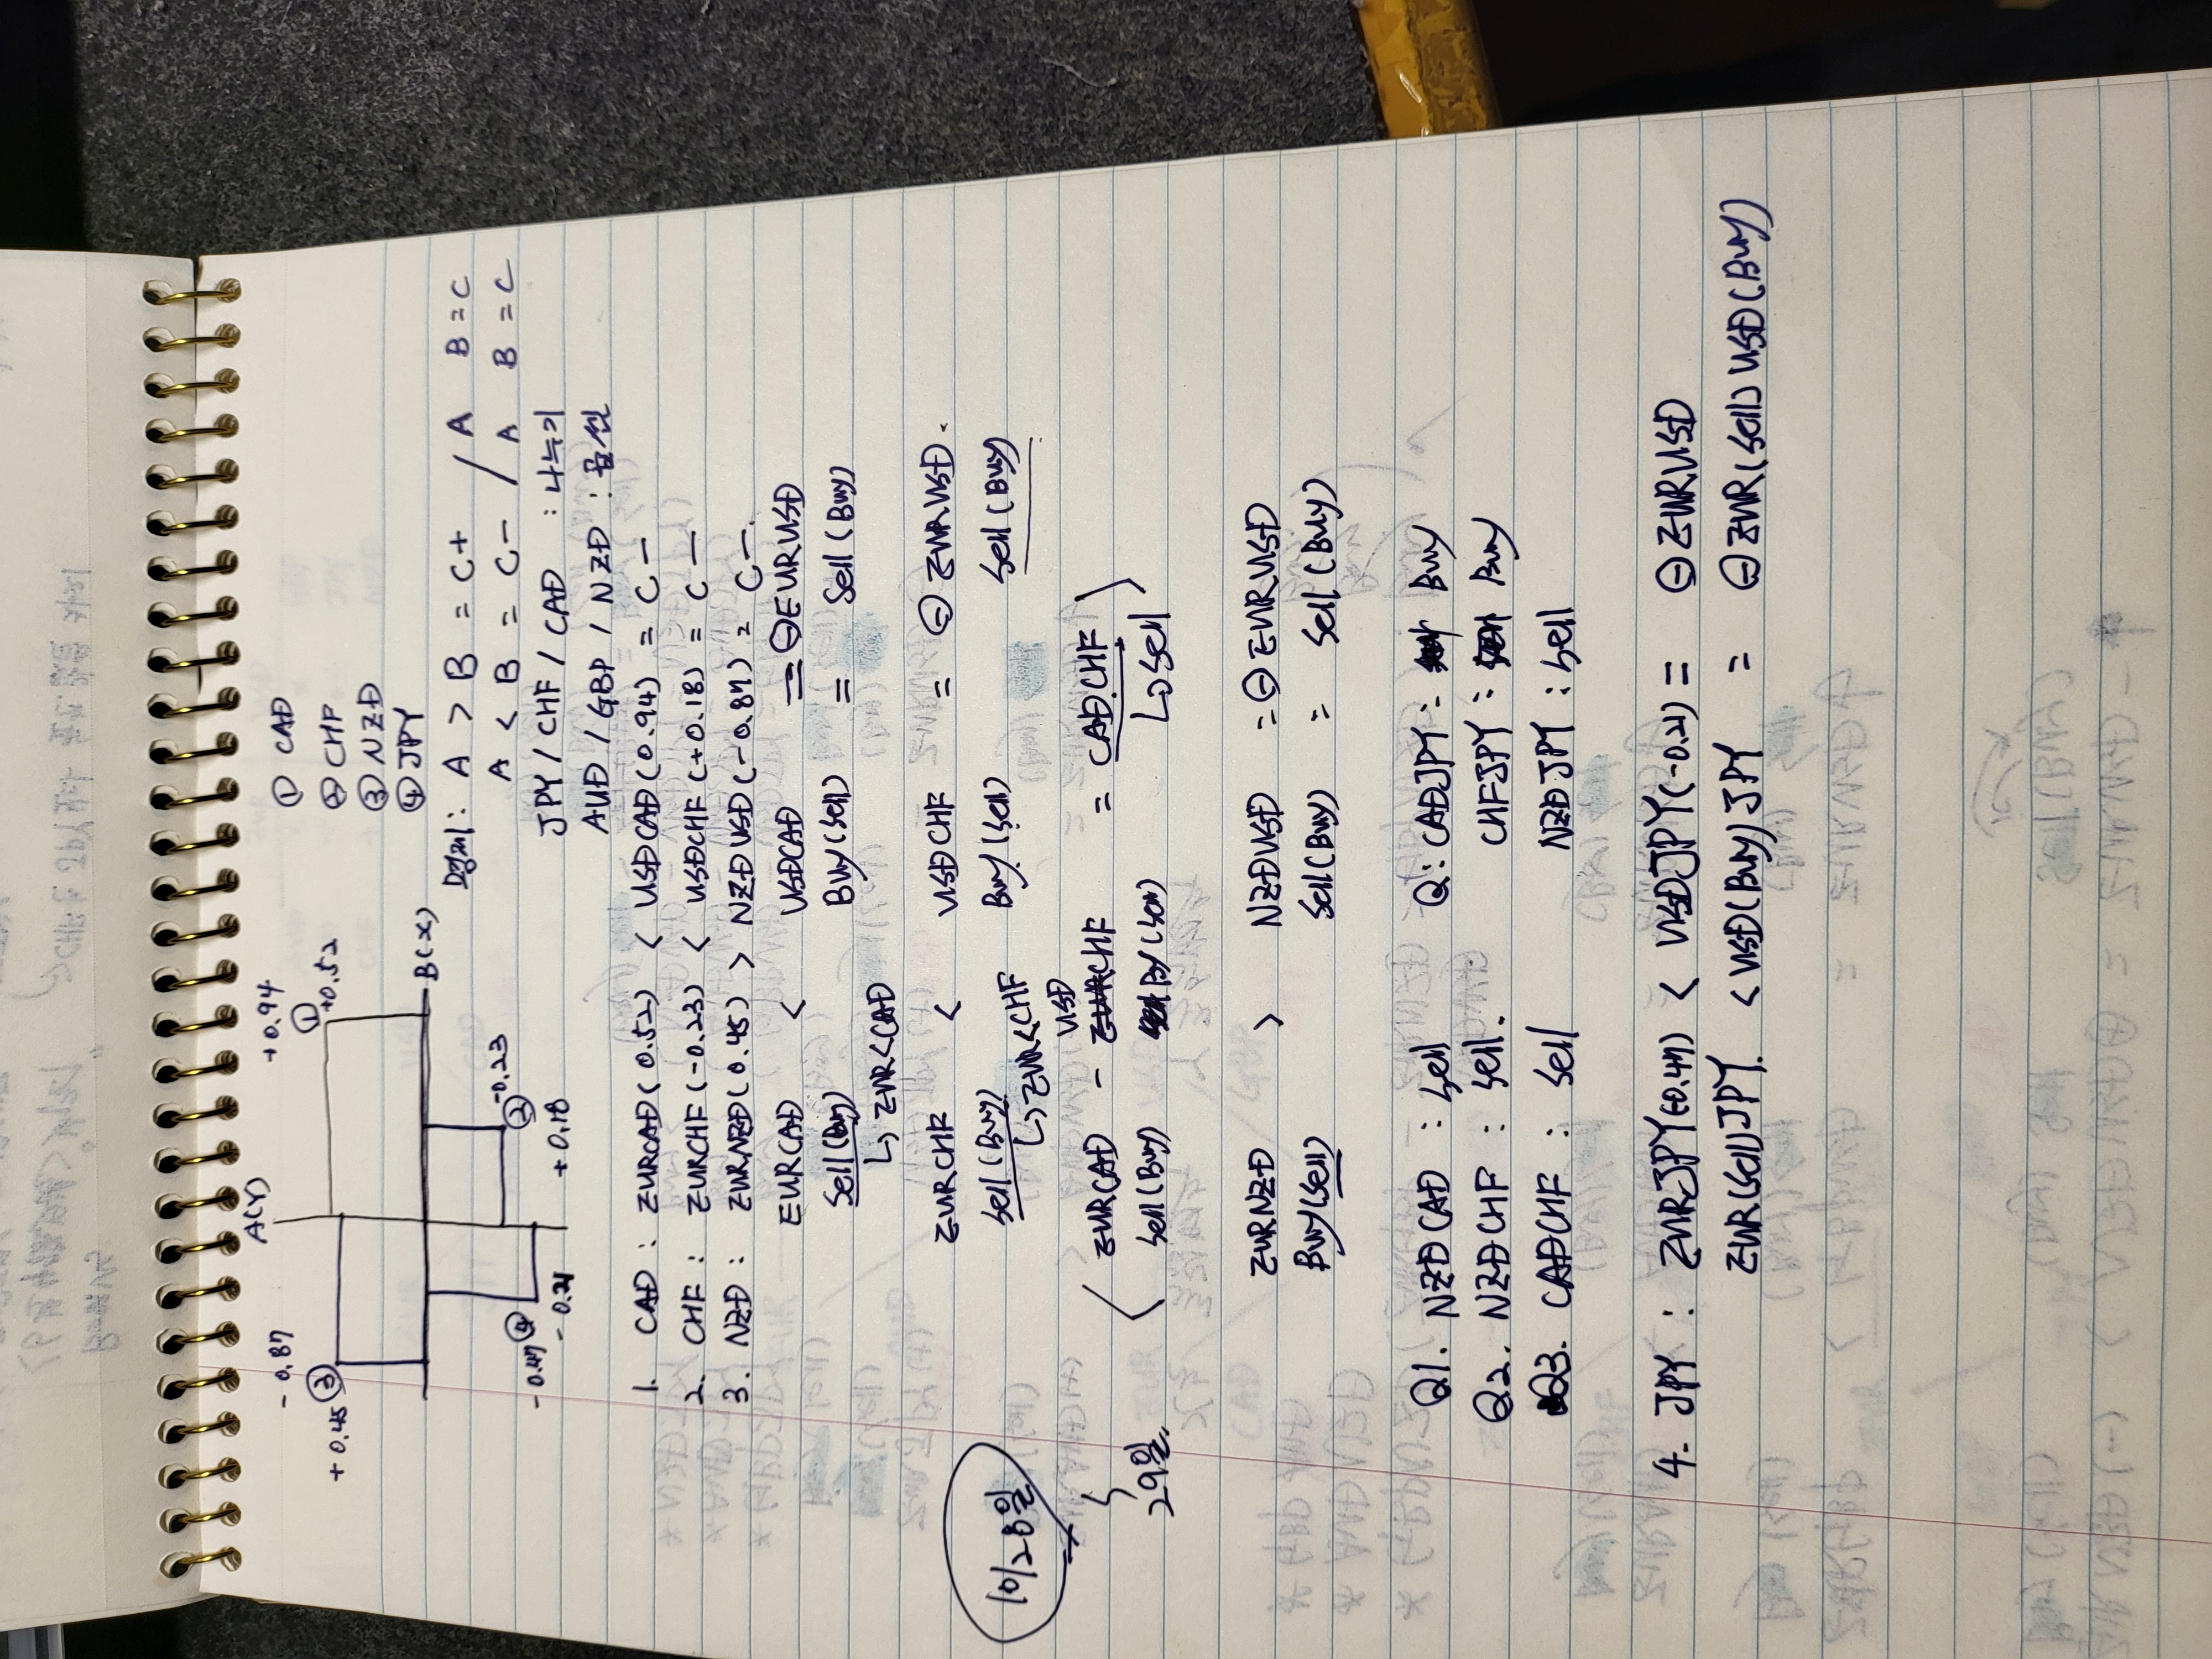 A(Y)
- 0.87
+0.94
+ 0.45 ③
①
+0.52
B(X)
- 0.47 ④
- 0.21
-0.23
②
+0.18
① CAD
② CHF
③ NZD
④ JPY
명제: A > B = C+ / A B = C
A < B = C- / A B = C
JPY / CHF / CAD : 나누기
AUD / GBP / NZD : 곱셈
1. CAD : EURCAD(0.52) < USDCAD(0.94) = C -
2. CHF : EURCHF(-0.23) < USDCHF(+0.18) = C -
3. NZD : EURNZD(0.45) > NZDUSD(-0.87) = C -.
EURCAD < USDCAD = ⊖EURUSD
Sell(Buy) Buy(Sell) = Sell(Buy)
↳ EUR<CAD
EURCHF < USDCHF = ⊖ EURUSD.
Sell(Buy) Buy(Sell) Sell(Buy)
↳ EUR<CHF
10/28일
29일.
USD
EURCAD - EURCHF = CAD.CHF
Sell(Buy) By(Sell) ↳ Sell
EURNZD > NZDUSD = ⊖ EURUSD
Buy(Sell) Sell(Buy) = Sell(Buy)
Q1. NZDCAD : Sell Q: CADJPY : Buy
Q2. NZDCHF : Sell. CHFJPY : Buy
Q3. CADCHF : Sell NZDJPY : Sell
4. JPY : EURJPY(-0.47) < USDJPY(-0.21) = ⊖ EURUSD
EUR(Sell)JPY. < USD(Buy)JPY = ⊖ EUR(Sell)USD(Buy)